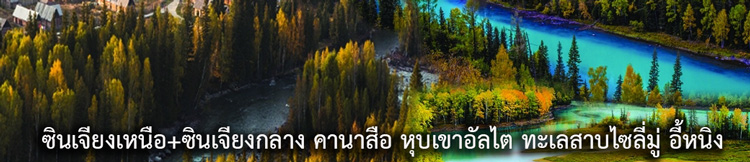 ซินเจียงเหนือ+ซินเจียงกลาง คานาสือ หุบเขาอัลไต ทะเลสาบไซลี่มู่ อี้หนิง